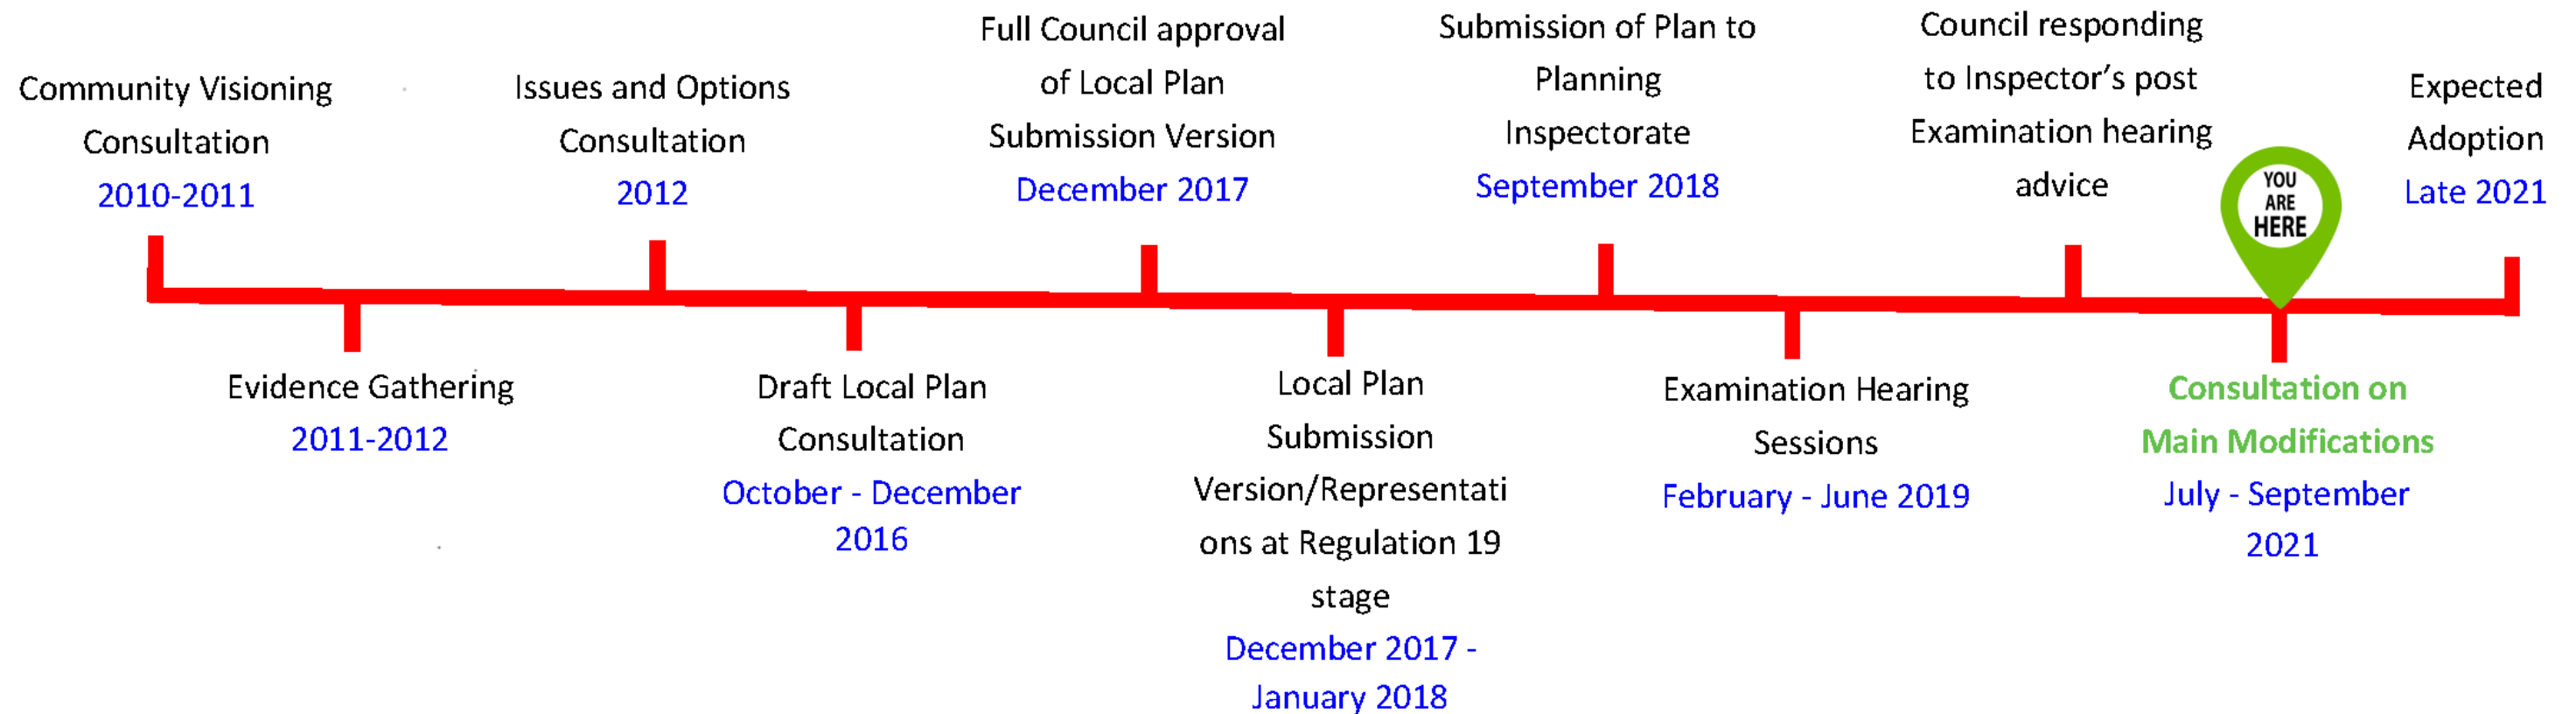 Community Visioning
Consultation
2010-2011
Evidence Gathering
2011-2012
Issues and Options
Consultation
2012
Draft Local Plan
Consultation
October - December
2016
Full Council approval
of Local Plan
Submission Version
December 2017
Local Plan
Submission
Version/Representati
ons at Regulation 19
stage
December 2017 -
January 2018
Submission of Plan to
Planning
Inspectorate
September 2018
Examination Hearing
Sessions
February - June 2019
Council responding
to Inspector’s post
Examination hearing
advice
YOU
ARE
HERE
Consultation on
Main Modifications
July - September
2021
Expected
Adoption
Late 2021